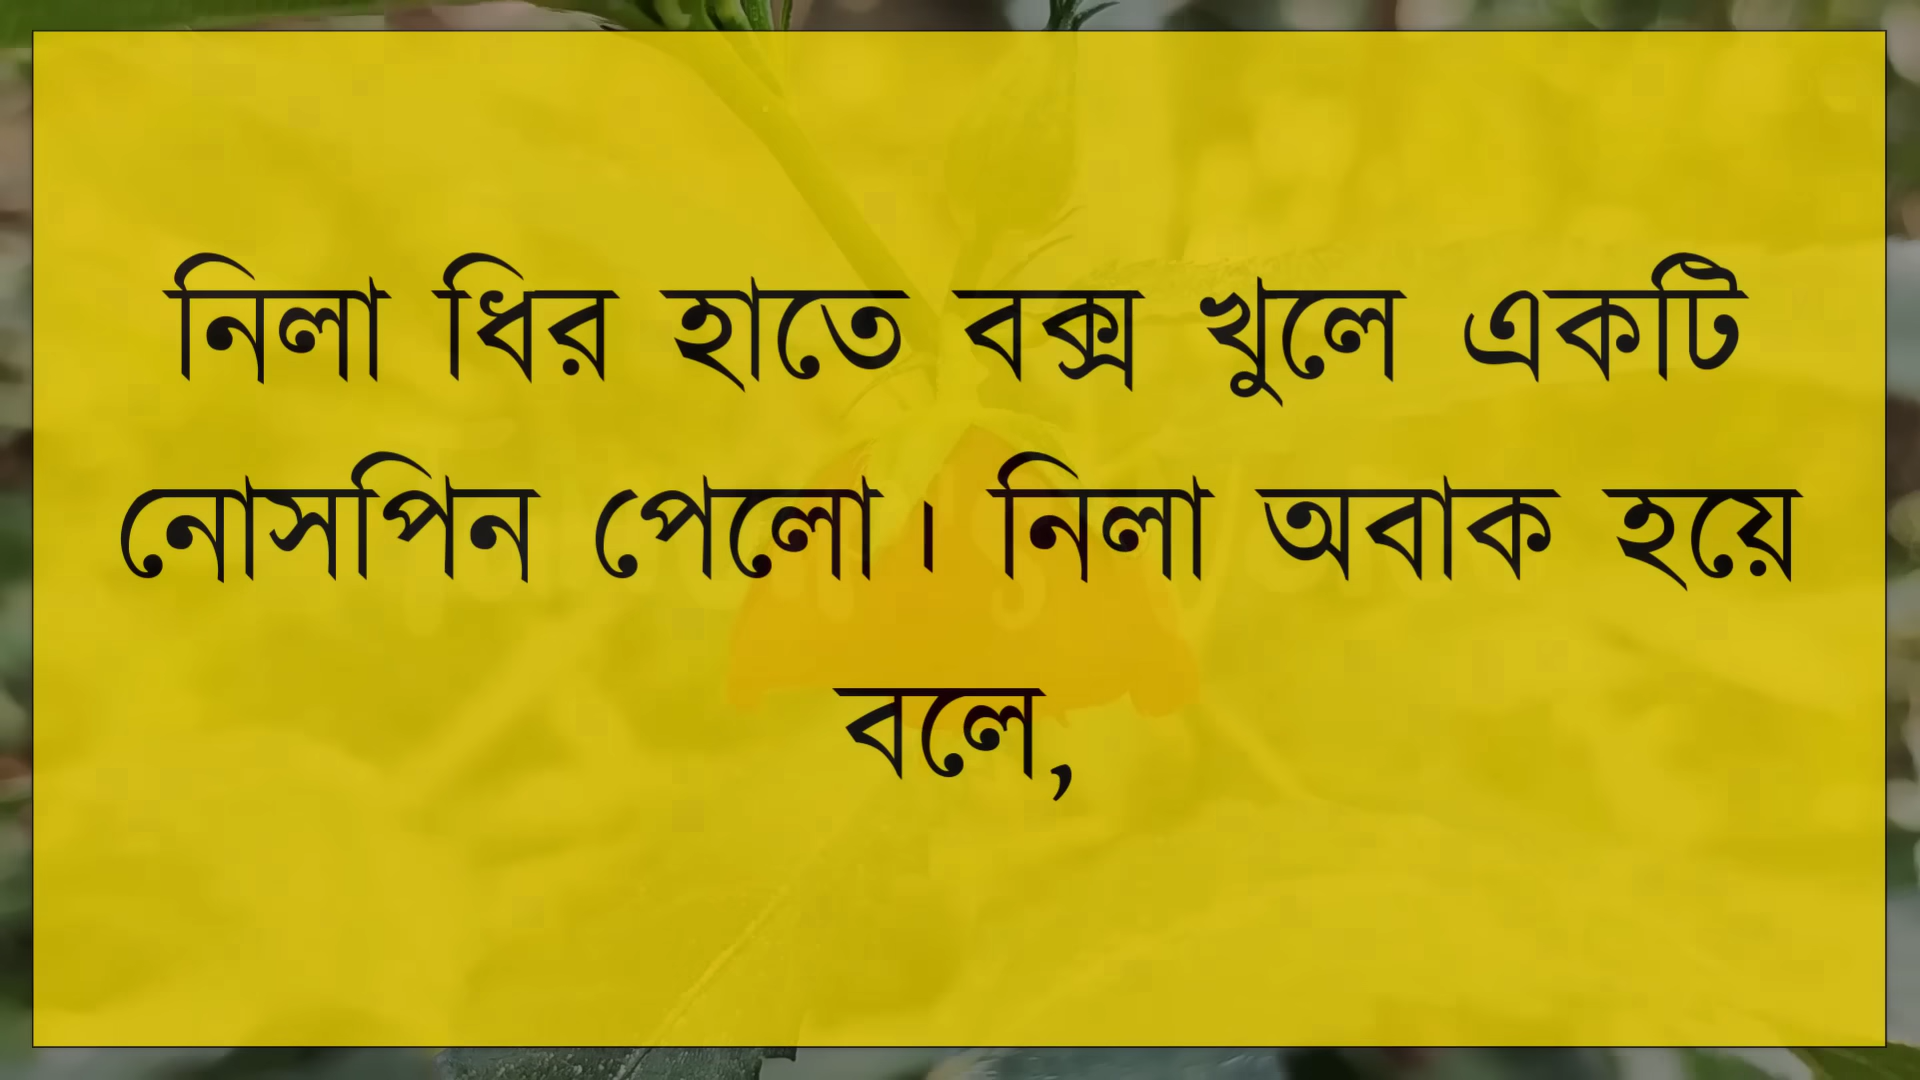 নিলা ধির হাতে বক্স খুলে একটি
নোসপিন পেলো। নিলা অবাক হয়ে
বলে,